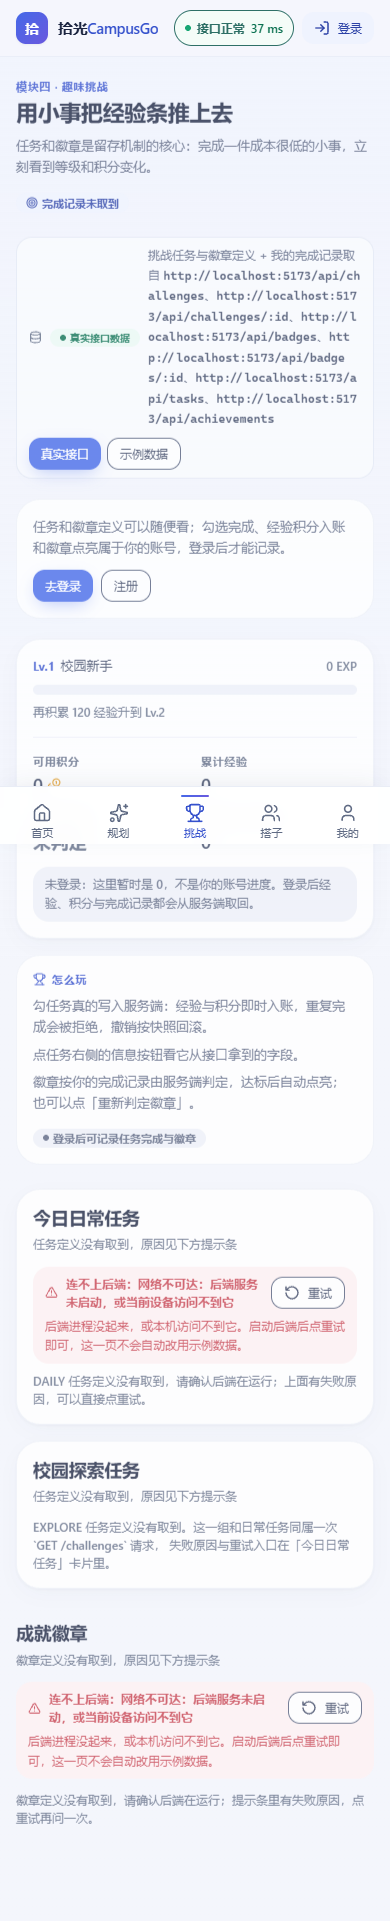 拾 拾光CampusGo 接口正常 37 ms 登录
模块四 · 趣味挑战
用小事把经验条推上去
任务和徽章是留存机制的核心：完成一件成本很低的小事，立
刻看到等级和积分变化。
完成记录未取到
挑战任务与徽章定义 + 我的完成记录取
自 http://localhost:5173/api/ch
allenges、http://localhost:517
3/api/challenges/:id、http://l
ocalhost:5173/api/badges、htt
p://localhost:5173/api/badge
s/:id、http://localhost:5173/a
pi/tasks、http://localhost:517
3/api/achievements
真实接口数据
真实接口 示例数据
任务和徽章定义可以随便看；勾选完成、经验积分入账
和徽章点亮属于你的账号，登录后才能记录。
去登录 注册
Lv.1 校园新手 0 EXP
再积累 120 经验升到 Lv.2
可用积分 累计经验
0 0
首页 规划 挑战 搭子 我的
未判定 0
未登录：这里暂时是 0，不是你的账号进度。登录后经
验、积分与完成记录都会从服务端取回。
怎么玩
勾任务真的写入服务端：经验与积分即时入账，重复完
成会被拒绝，撤销按快照回滚。
点任务右侧的信息按钮看它从接口拿到的字段。
徽章按你的完成记录由服务端判定，达标后自动点亮；
也可以点「重新判定徽章」。
登录后可记录任务完成与徽章
今日日常任务
任务定义没有取到，原因见下方提示条
连不上后端：网络不可达：后端服务
未启动，或当前设备访问不到它
重试
后端进程没起来，或本机访问不到它。启动后端后点重试
即可，这一页不会自动改用示例数据。
DAILY 任务定义没有取到，请确认后端在运行；上面有失败原
因，可以直接点重试。
校园探索任务
任务定义没有取到，原因见下方提示条
EXPLORE 任务定义没有取到。这一组和日常任务同属一次
`GET /challenges` 请求， 失败原因与重试入口在「今日日常
任务」卡片里。
成就徽章
徽章定义没有取到，原因见下方提示条
连不上后端：网络不可达：后端服务未启
动，或当前设备访问不到它
重试
后端进程没起来，或本机访问不到它。启动后端后点重试即
可，这一页不会自动改用示例数据。
徽章定义没有取到，请确认后端在运行；提示条里有失败原因，点
重试再问一次。